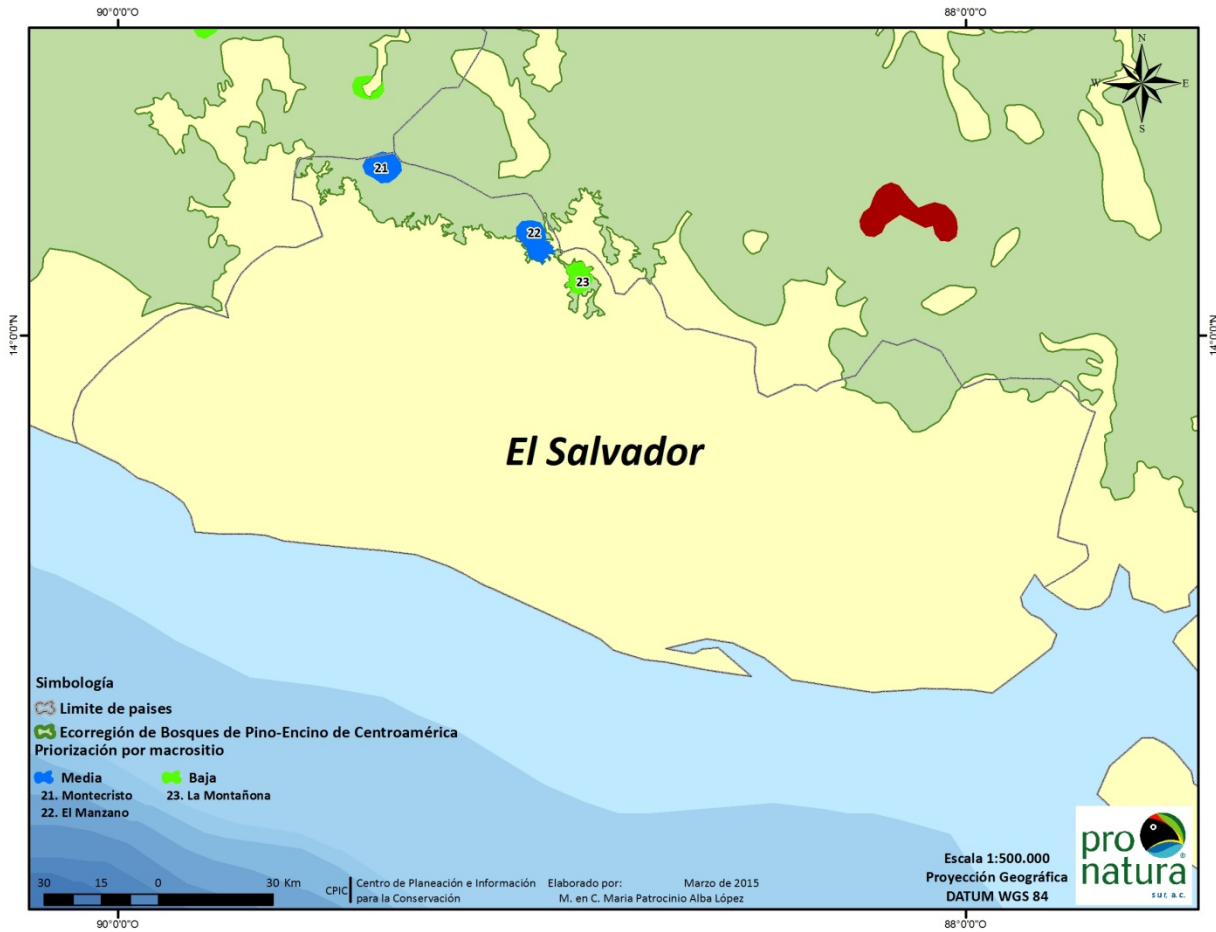 90°0'0"O
88°0'0"O
N
W
E
S
21
22
23
14°0'0"N
14°0'0"N
El Salvador
Simbología
Limite de paises
Ecorregión de Bosques de Pino-Encino de Centroamérica
Priorización por macrositio
Media
Baja
21. Montecristo
23. La Montañona
22. El Manzano
30 15 0 30 Km
CPIC
Centro de Planeación e Información
para la Conservación
Elaborado por: Marzo de 2015
M. en C. Maria Patrocinio Alba López
Escala 1:500.000
Proyección Geográfica
DATUM WGS 84
pro
natura
sur, a.c.
®
90°0'0"O
88°0'0"O